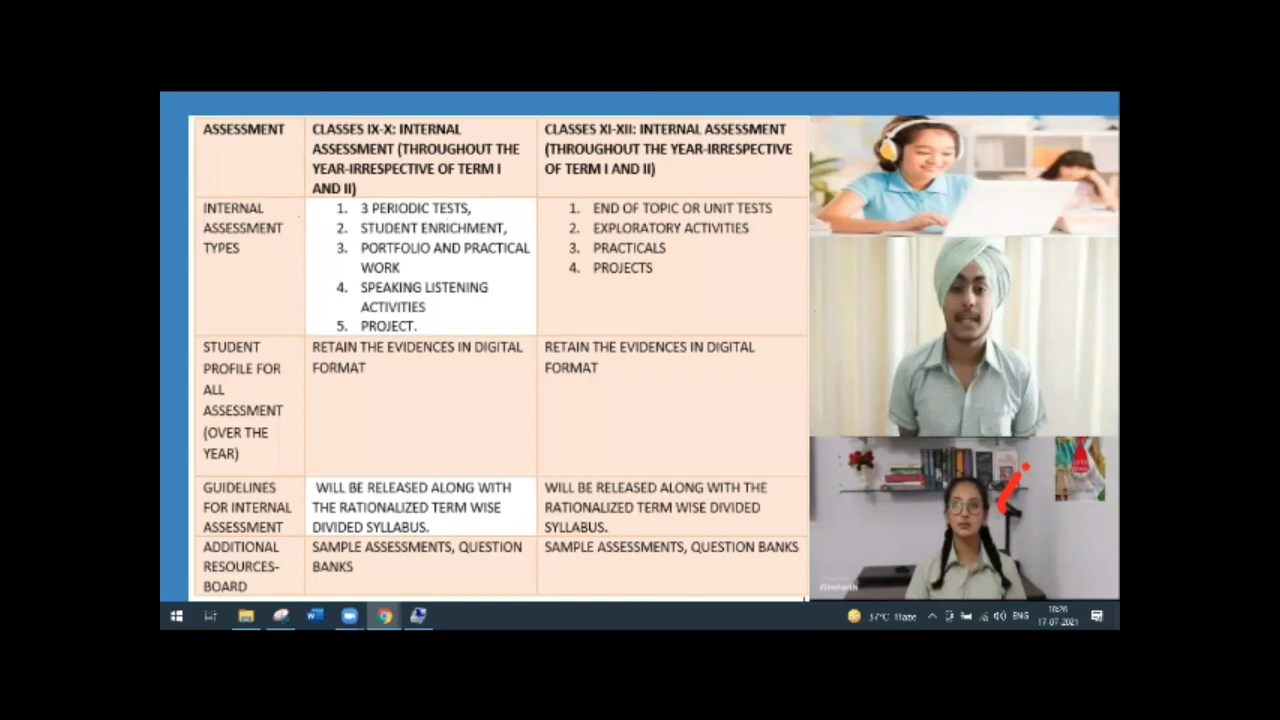 ASSESSMENT
CLASSES IX-X: INTERNAL
ASSESSMENT (THROUGHOUT THE
YEAR-IRRESPECTIVE OF TERM I
AND II)
CLASSES XI-XII: INTERNAL ASSESSMENT
(THROUGHOUT THE YEAR-IRRESPECTIVE
OF TERM I AND II)
INTERNAL
ASSESSMENT
TYPES
1. 3 PERIODIC TESTS,
2. STUDENT ENRICHMENT,
3. PORTFOLIO AND PRACTICAL
WORK
4. SPEAKING LISTENING
ACTIVITIES
5. PROJECT.
1. END OF TOPIC OR UNIT TESTS
2. EXPLORATORY ACTIVITIES
3. PRACTICALS
4. PROJECTS
STUDENT
PROFILE FOR
ALL
ASSESSMENT
(OVER THE
YEAR)
RETAIN THE EVIDENCES IN DIGITAL
FORMAT
RETAIN THE EVIDENCES IN DIGITAL
FORMAT
GUIDELINES
FOR INTERNAL
ASSESSMENT
WILL BE RELEASED ALONG WITH
THE RATIONALIZED TERM WISE
DIVIDED SYLLABUS.
WILL BE RELEASED ALONG WITH THE
RATIONALIZED TERM WISE DIVIDED
SYLLABUS.
ADDITIONAL
RESOURCES-
BOARD
SAMPLE ASSESSMENTS, QUESTION
BANKS
SAMPLE ASSESSMENTS, QUESTION BANKS
37°C Haze
ENG
17-07-2021